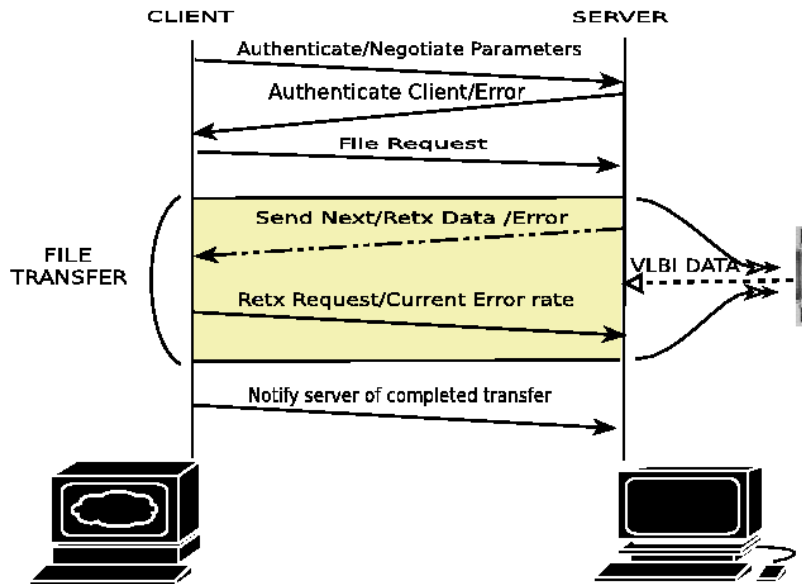 CLIENT
SERVER
Authenticate/Negotiate Parameters
Authenticate Client/Error
File Request
Send Next/Retx Data /Error
FILE
TRANSFER
VLBI DATA
Retx Request/Current Error rate
Notify server of completed transfer